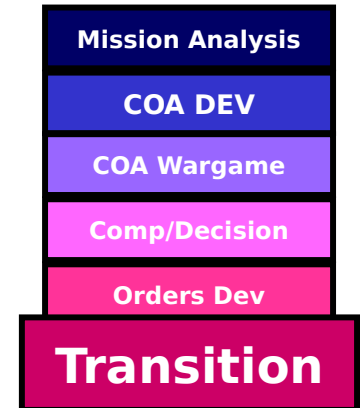 Mission Analysis
COA DEV
COA Wargame
Comp/Decision
Orders Dev
Transition